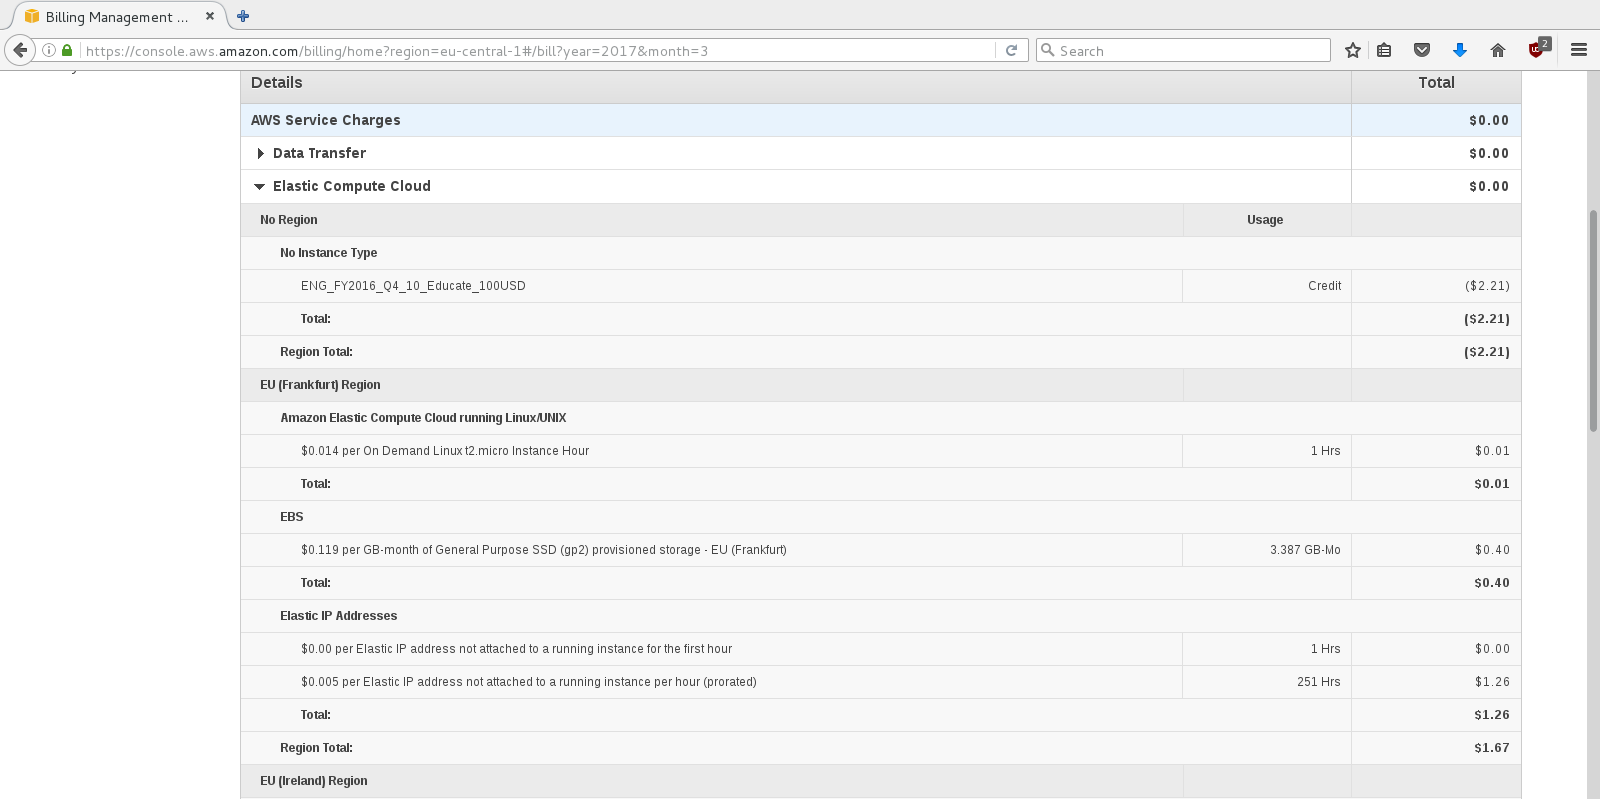 Billing Management ...
https://console.aws.amazon.com/billing/home?region=eu-central-1#/bill?year=2017&month=3
Search
2
Details Total
AWS Service Charges $0.00
Data Transfer $0.00
Elastic Compute Cloud $0.00
No Region Usage
No Instance Type
ENG_FY2016_Q4_10_Educate_100USD Credit ($2.21)
Total: ($2.21)
Region Total: ($2.21)
EU (Frankfurt) Region
Amazon Elastic Compute Cloud running Linux/UNIX
$0.014 per On Demand Linux t2.micro Instance Hour 1 Hrs $0.01
Total: $0.01
EBS
$0.119 per GB-month of General Purpose SSD (gp2) provisioned storage - EU (Frankfurt) 3.387 GB-Mo $0.40
Total: $0.40
Elastic IP Addresses
$0.00 per Elastic IP address not attached to a running instance for the first hour 1 Hrs $0.00
$0.005 per Elastic IP address not attached to a running instance per hour (prorated) 251 Hrs $1.26
Total: $1.26
Region Total: $1.67
EU (Ireland) Region